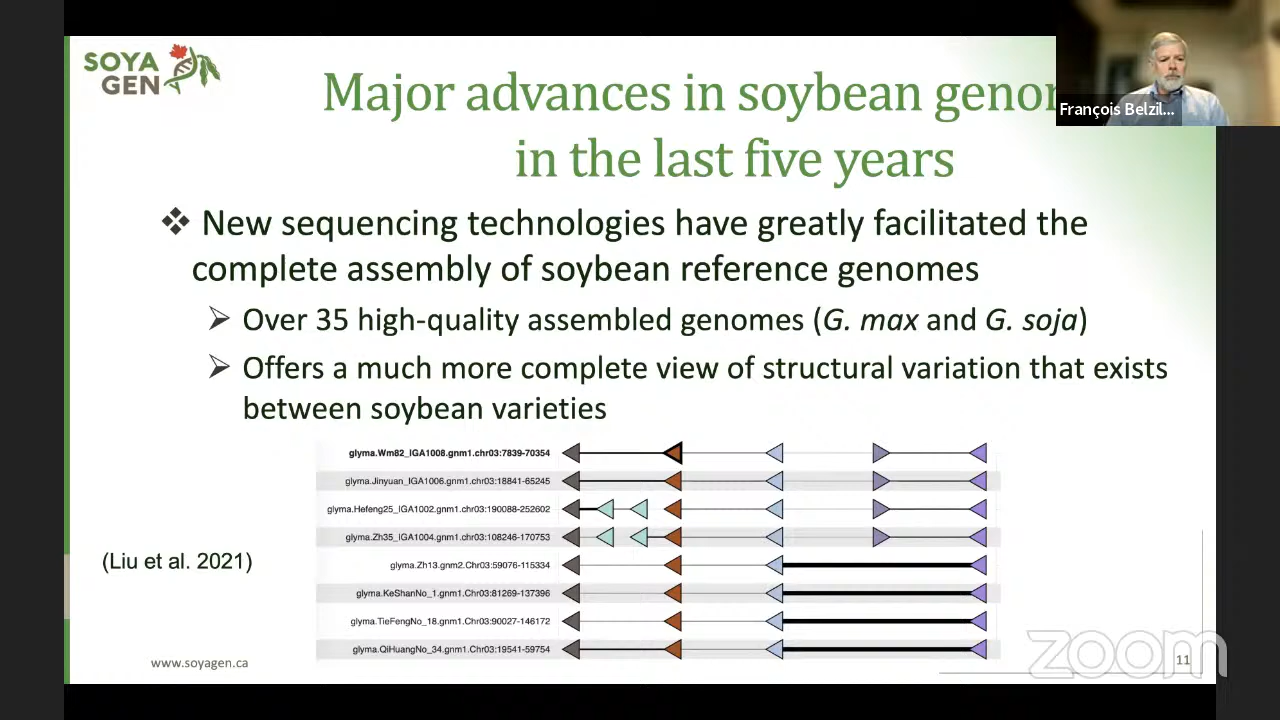 SOYA
GEN
Major advances in soybean
in the last five years
François Belzil...
❖ New sequencing technologies have greatly facilitated the
complete assembly of soybean reference genomes
➢ Over 35 high-quality assembled genomes (G. max and G. soja)
➢ Offers a much more complete view of structural variation that exists
between soybean varieties
glyma.Wm82_IGA1008.gnm1.chr03:7839-70354
glyma.Jinyuan_IGA1006.gnm1.chr03:18841-65245
glyma.Hefeng25_IGA1002.gnm1.chr03:190088-252602
glyma.Zh35_IGA1004.gnm1.chr03:108246-170753
glyma.Zh13.gnm2.Chr03:59076-115334
glyma.KeShanNo_1.gnm1.Chr03:81269-137396
glyma.TieFengNo_18.gnm1.Chr03:90027-146172
glyma.QiHuangNo_34.gnm1.Chr03:19541-59754
(Liu et al. 2021)
www.soyagen.ca
zoom
11